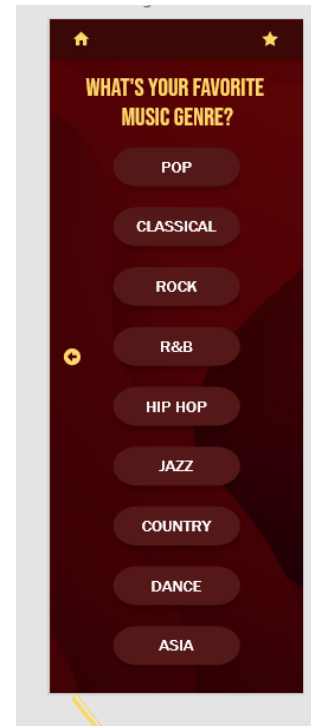 WHAT'S YOUR FAVORITE
MUSIC GENRE?
POP
CLASSICAL
ROCK
R&B
HIP HOP
JAZZ
COUNTRY
DANCE
ASIA